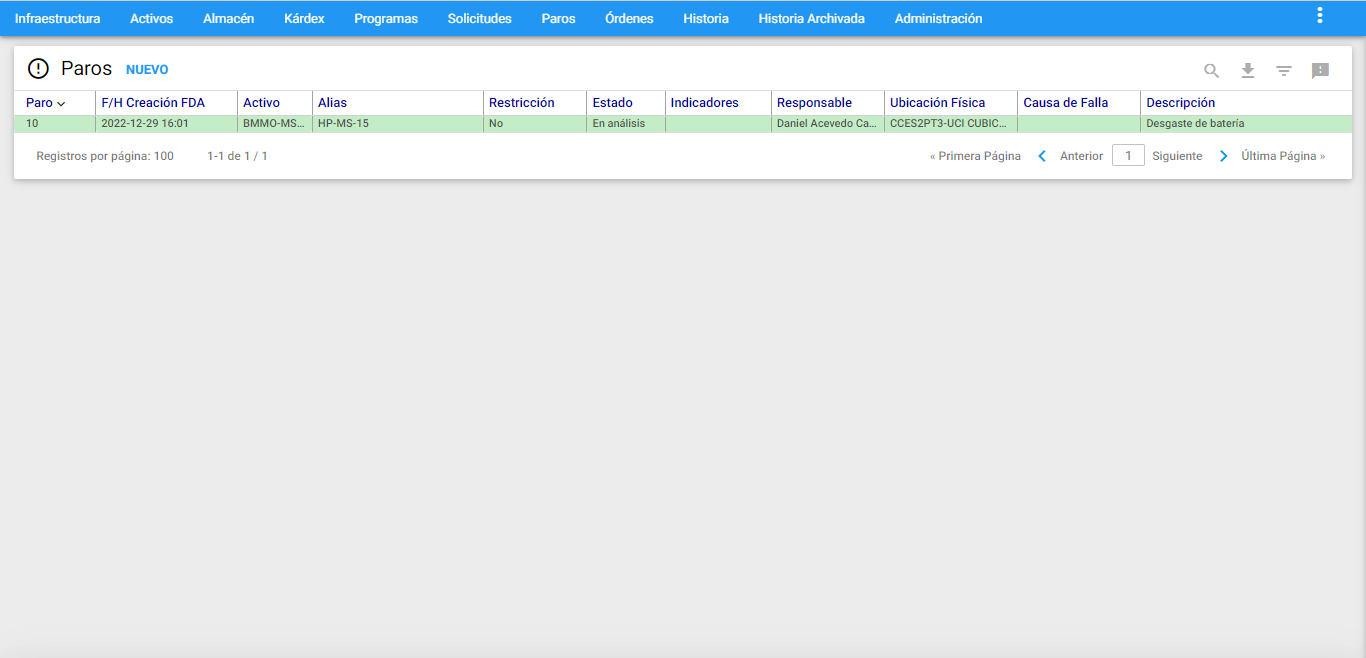 Infraestructura Activos Almacén Kárdex Programas Solicitudes Paros Órdenes Historia Historia Archivada Administración
Paros NUEVO
Paro F/H Creación FDA Activo Alias Restricción Estado Indicadores Responsable Ubicación Física Causa de Falla Descripción
10 2022-12-29 16:01 BMMO-MS... HP-MS-15 No En análisis Daniel Acevedo Ca... CCES2PT3-UCI CUBIC... Desgaste de batería
Registros por página: 100 1-1 de 1 / 1 « Primera Página Anterior 1 Siguiente Última Página »